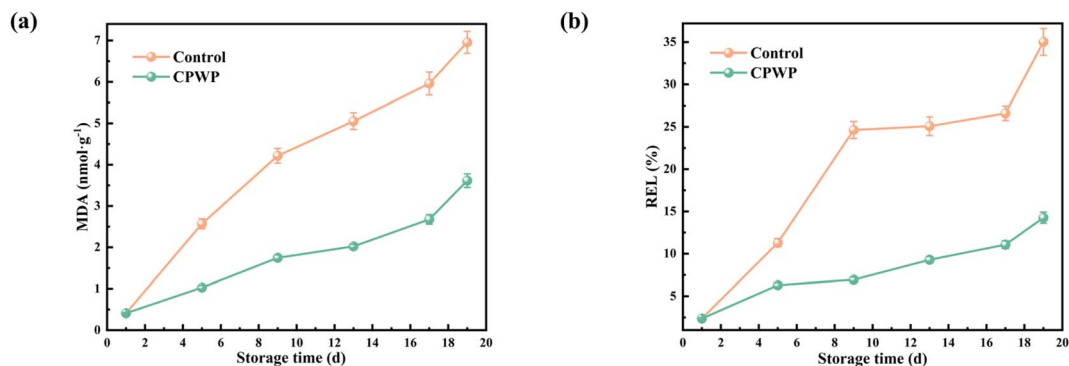 (a)
7
6
5
4
3
2
1
0
MDA (nmol·g⁻¹)
Control
CPWP
0 2 4 6 8 10 12 14 16 18 20
Storage time (d)
(b)
35
30
25
20
15
10
5
REL (%)
Control
CPWP
0 2 4 6 8 10 12 14 16 18 20
Storage time (d)